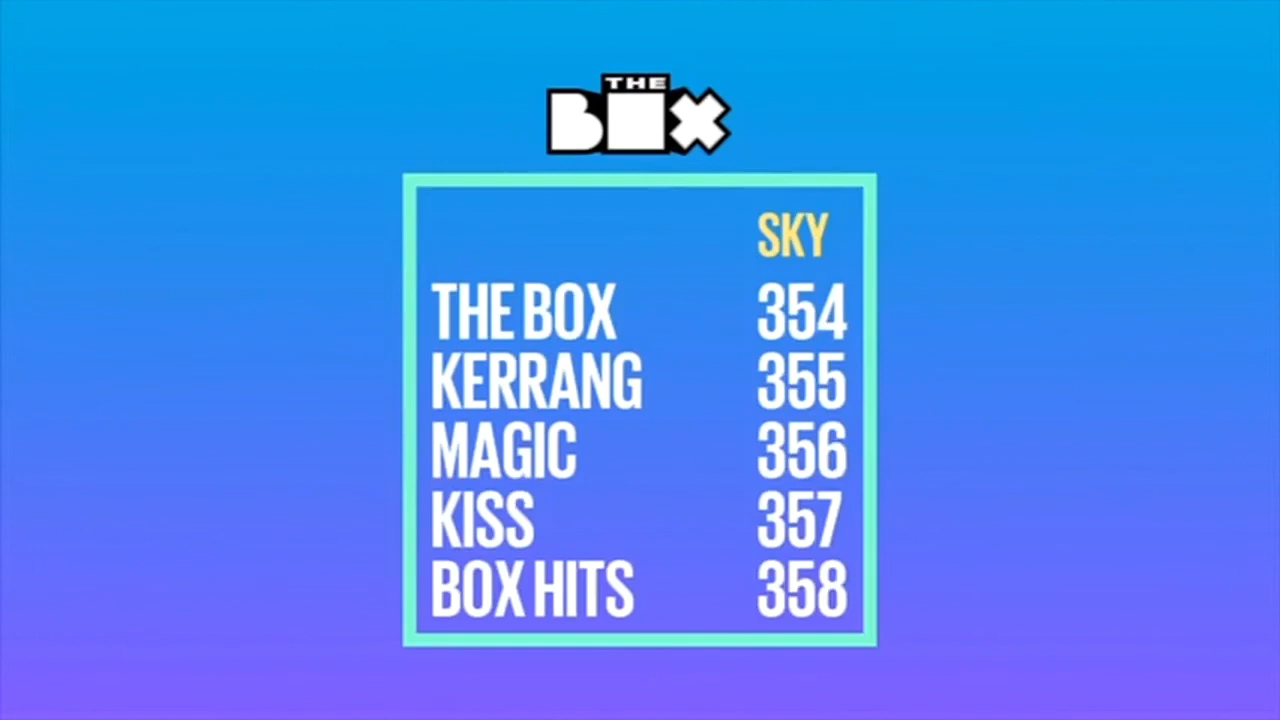 THE
BOX
SKY
THE BOX 354
KERRANG 355
MAGIC 356
KISS 357
BOX HITS 358